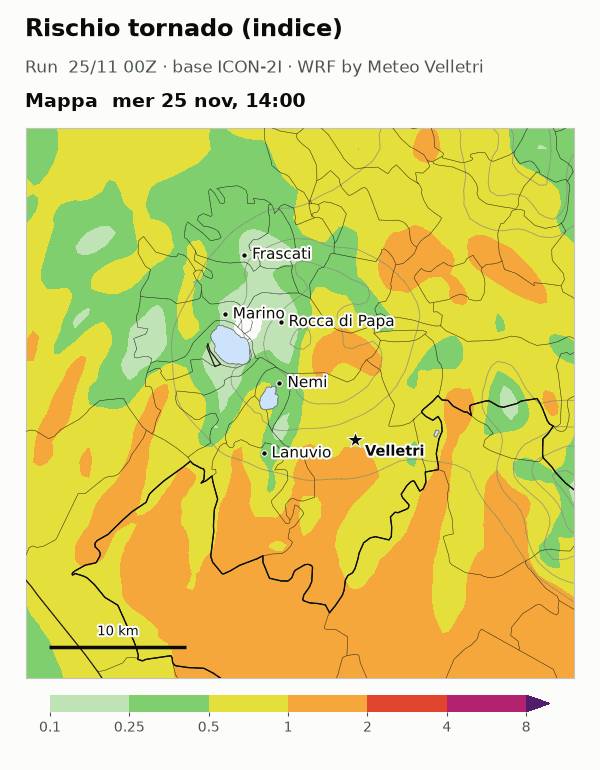 Rischio tornado (indice)
Run  25/11 00Z · base ICON-2I · WRF by Meteo Velletri
Mappa  mer 25 nov, 14:00
Frascati
Marino
Rocca di Papa
Nemi
Velletri
Lanuvio
10 km
0.1 0.25 0.5 1 2 4 8